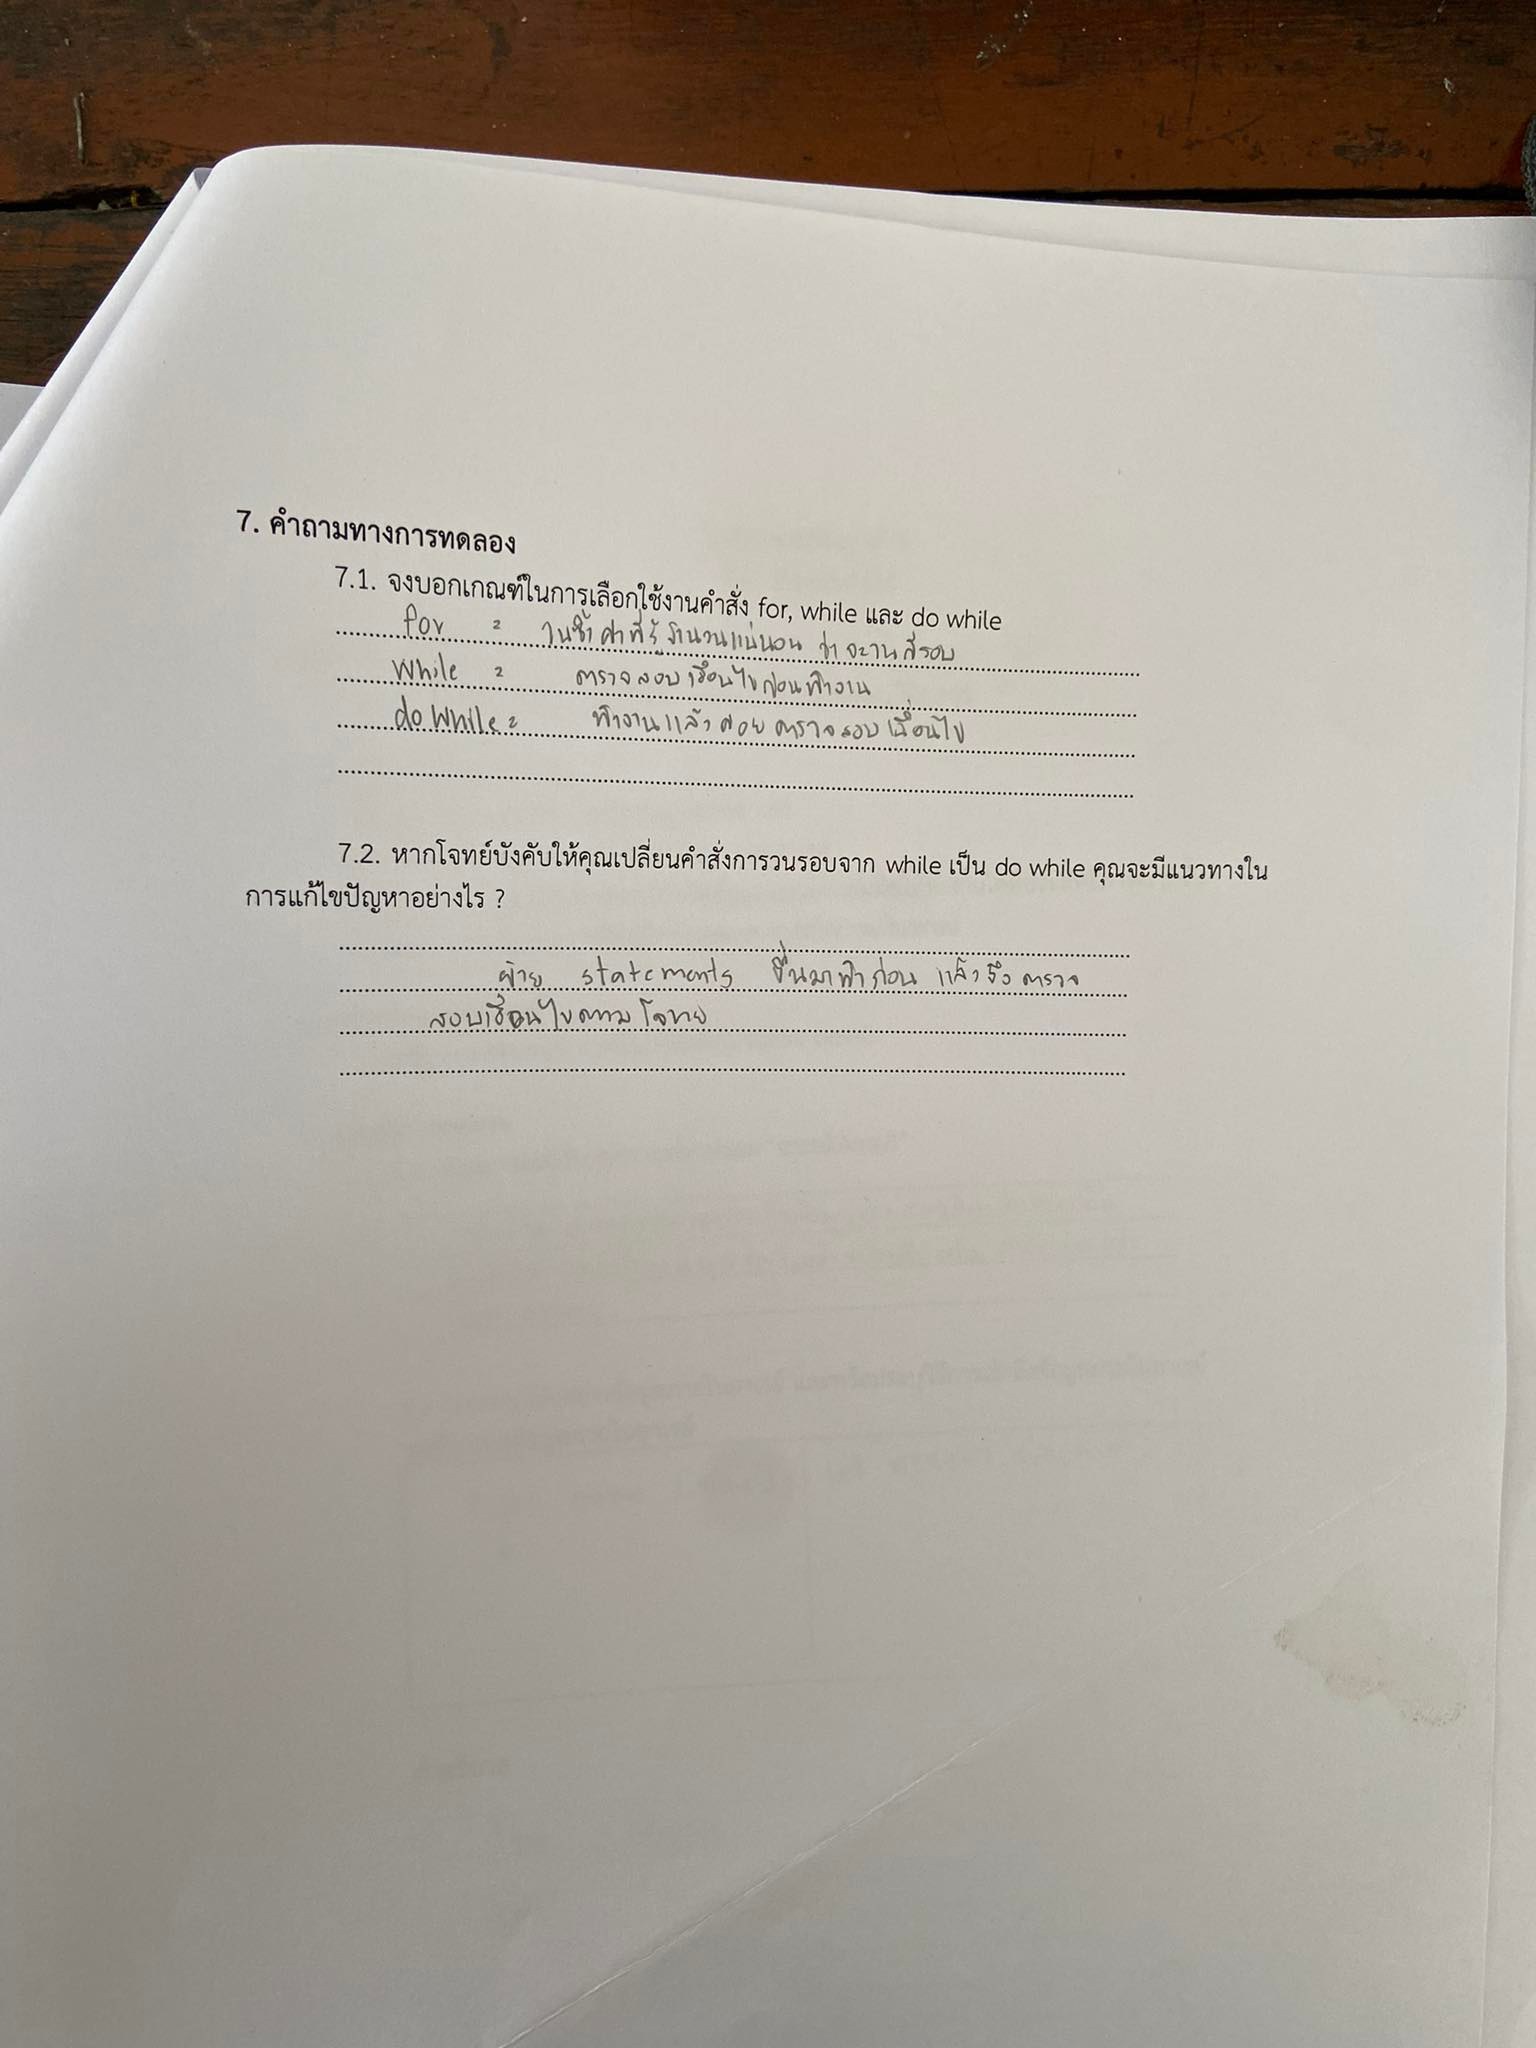 7. คำถามทางการทดลอง
7.1. จงบอกเกณฑ์ในการเลือกใช้งานคำสั่ง for, while และ do while
for = วนซ้ำค่าที่รู้จำนวนแน่นอน ว่าจะวนกี่รอบ
while = ตรวจสอบเงื่อนไขก่อนทำงาน
do while = ทำงานแล้วค่อยตรวจสอบเงื่อนไข
7.2. หากโจทย์บังคับให้คุณเปลี่ยนคำสั่งการวนรอบจาก while เป็น do while คุณจะมีแนวทางใน
การแก้ไขปัญหาอย่างไร ?
ย้าย statements ขึ้นมาทำก่อน แล้วจึงตรวจ
สอบเงื่อนไขตามโจทย์